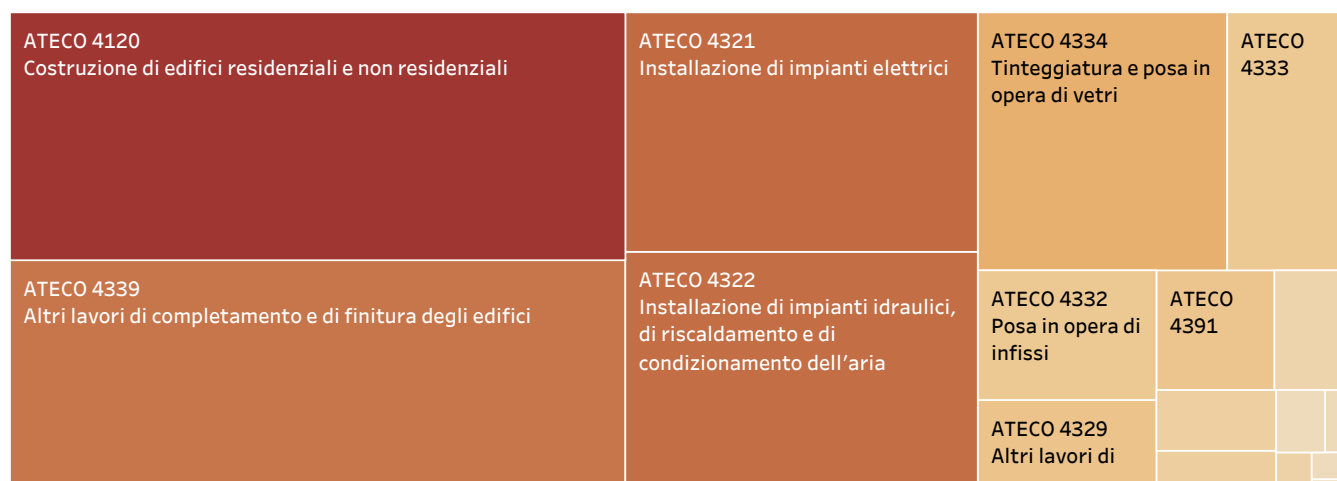 ATECO 4120
Costruzione di edifici residenziali e non residenziali
ATECO 4339
Altri lavori di completamento e di finitura degli edifici
ATECO 4321
Installazione di impianti elettrici
ATECO 4322
Installazione di impianti idraulici,
di riscaldamento e di
condizionamento dell'aria
ATECO 4334
Tinteggiatura e posa in
opera di vetri
ATECO
4333
ATECO 4332
Posa in opera di
infissi
ATECO
4391
ATECO 4329
Altri lavori di